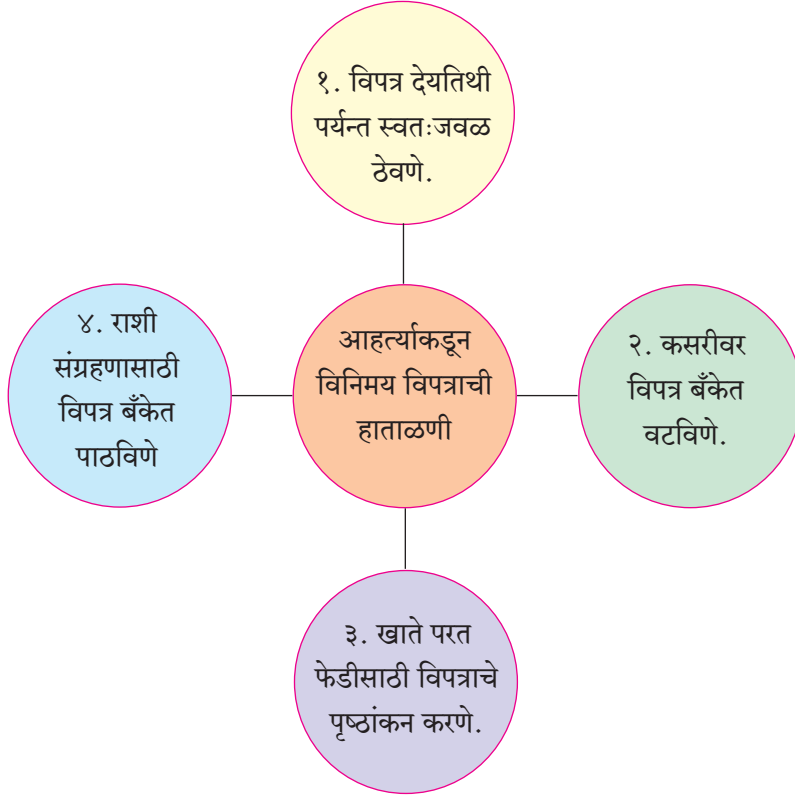 १. विपत्र देयतिथी
पर्यन्त स्वतःजवळ
ठेवणे.
४. राशी
संग्रहणासाठी
विपत्र बँकेत
पाठविणे
आहर्त्याकडून
विनिमय विपत्राची
हाताळणी
२. कसरीवर
विपत्र बँकेत
वटविणे.
३. खाते परत
फेडीसाठी विपत्राचे
पृष्ठांकन करणे.